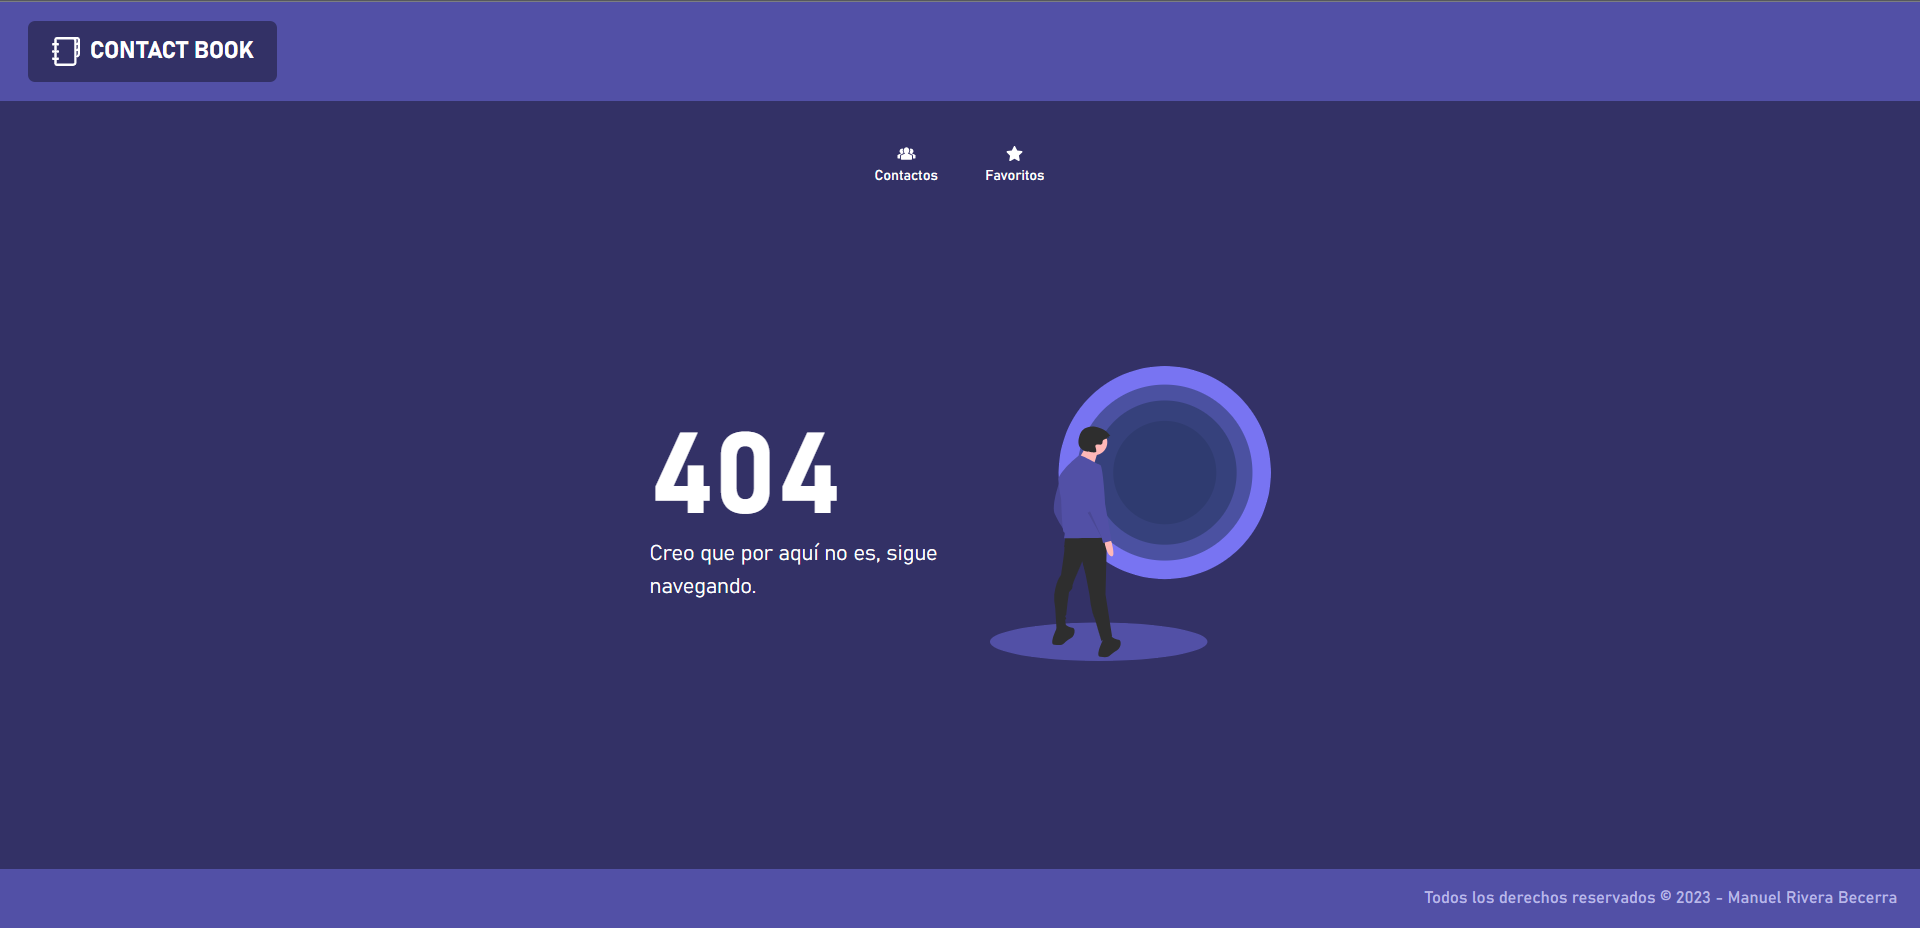 CONTACT BOOK
Contactos
Favoritos
404
Creo que por aquí no es, sigue
navegando.
Todos los derechos reservados © 2023 - Manuel Rivera Becerra